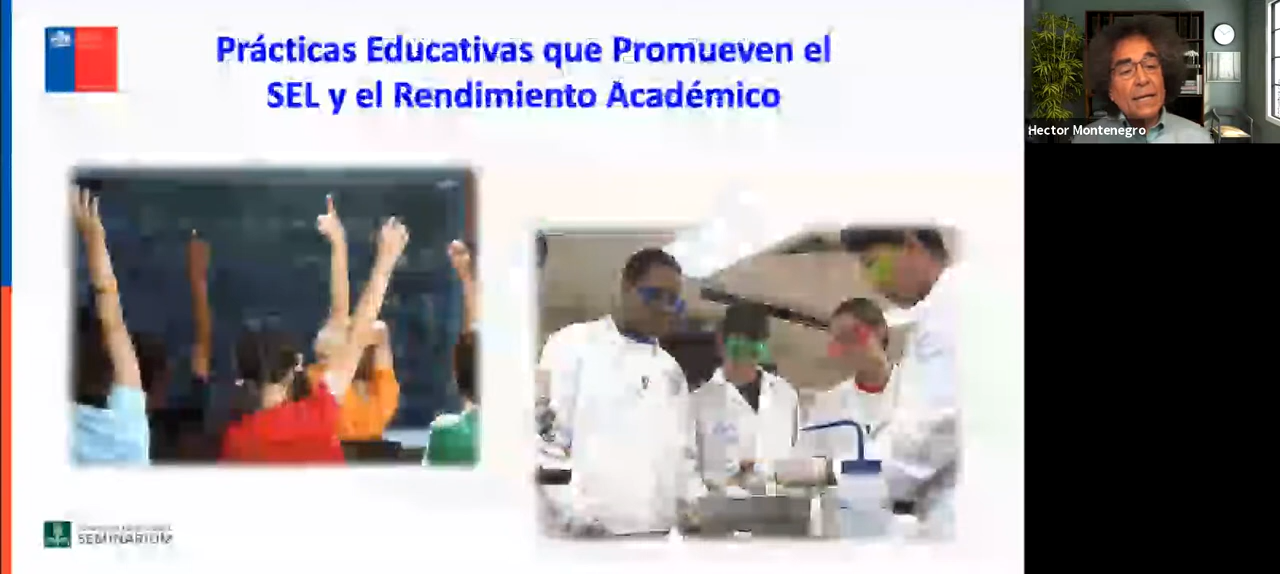 Prácticas Educativas que Promueven el
SEL y el Rendimiento Académico
Hector Montenegro
SEMINARIUM